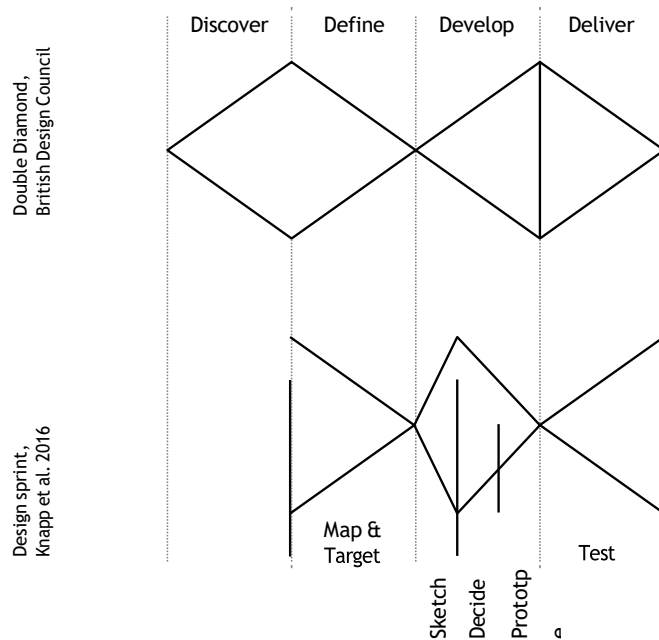 Discover
Define
Develop
Deliver
Double Diamond,
British Design Council
Design sprint,
Knapp et al. 2016
Map &
Target
Sketch
Decide
Prototp
e
Test